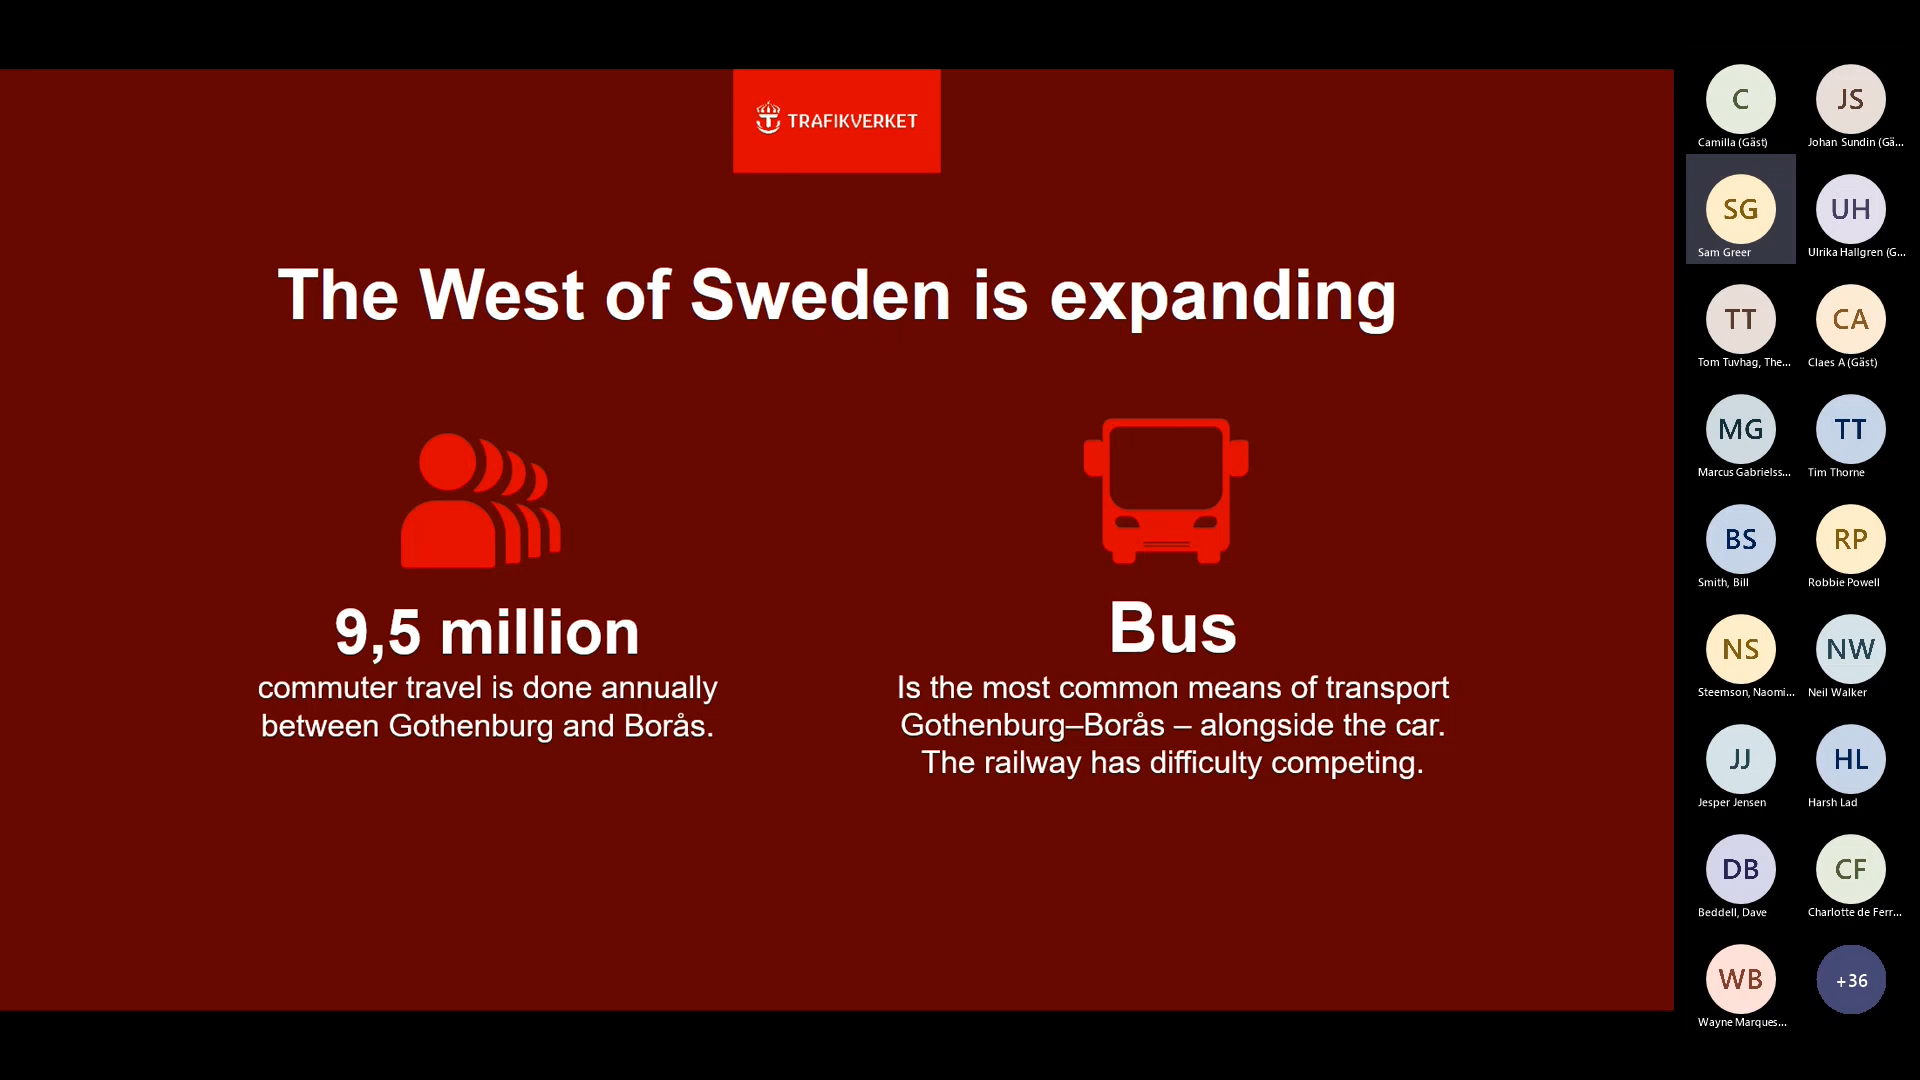 TRAFIKVERKET
The West of Sweden is expanding
9,5 million
commuter travel is done annually
between Gothenburg and Borås.
Bus
Is the most common means of transport
Gothenburg–Borås – alongside the car.
The railway has difficulty competing.
C
Camilla (Gäst)
JS
Johan Sundin (Gä...
SG
Sam Greer
UH
Ulrika Hallgren (G...
TT
Tom Tuvhag, The...
CA
Claes A (Gäst)
MG
Marcus Gabrielss...
TT
Tim Thorne
BS
Smith, Bill
RP
Robbie Powell
NS
Steemson, Naomi...
NW
Neil Walker
JJ
Jesper Jensen
HL
Harsh Lad
DB
Beddell, Dave
CF
Charlotte de Ferr...
WB
Wayne Marques...
+36